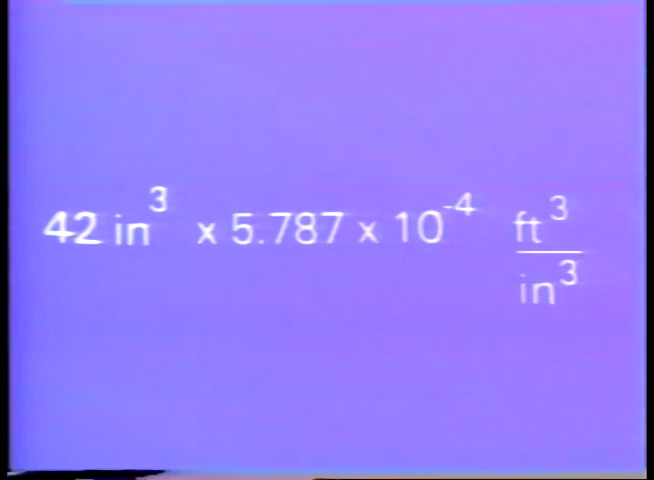 42 in³ x 5.787 x 10⁻⁴ ft³
in³